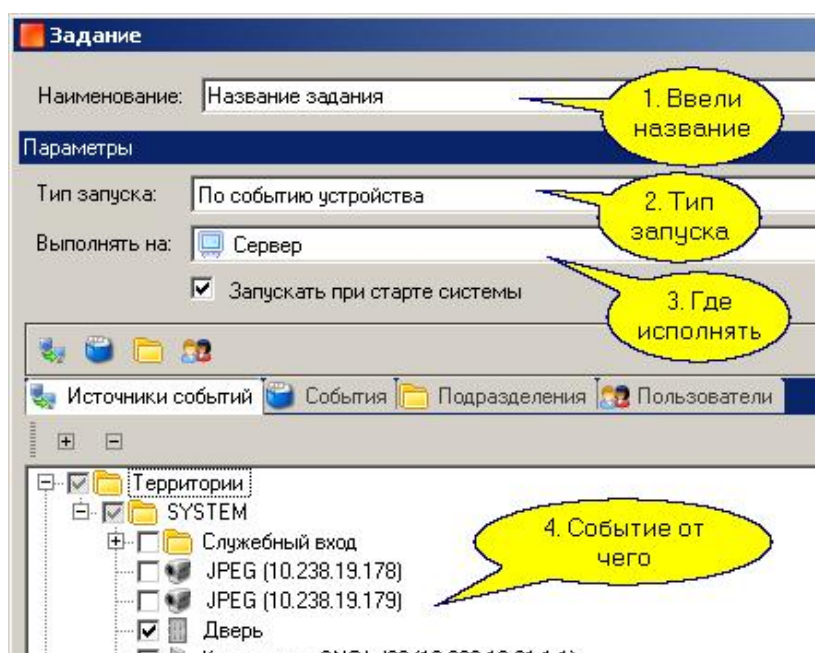 Задание
Наименование: Название задания
1. Ввели
название
Параметры
Тип запуска: По событию устройства
2. Тип
запуска
Выполнять на: Сервер
Запускать при старте системы
3. Где
исполнять
Источники событий События Подразделения Пользователи
Территории
SYSTEM
4. Событие от
чего
Служебный вход
JPEG (10.238.19.178)
JPEG (10.238.19.179)
Дверь